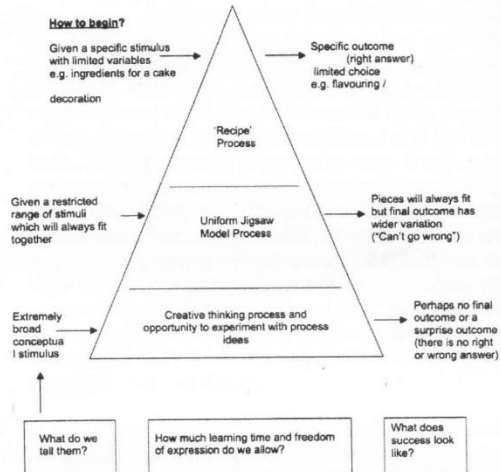 How to begin?
Given a specific stimulus
with limited variables
e.g. ingredients for a cake
decoration
Specific outcome
(right answer)
limited choice
e.g. flavouring /
'Recipe'
Process
Given a restricted
range of stimuli
which will always fit
together
Uniform Jigsaw
Model Process
Pieces will always fit
but final outcome has
wider variation
("Can't go wrong")
Extremely
broad
conceptua
l stimulus
Creative thinking process and
opportunity to experiment with process
ideas
Perhaps no final
outcome or a
surprise outcome
(there is no right
or wrong answer)
What do we
tell them?
How much learning time and freedom
of expression do we allow?
What does
success look
like?